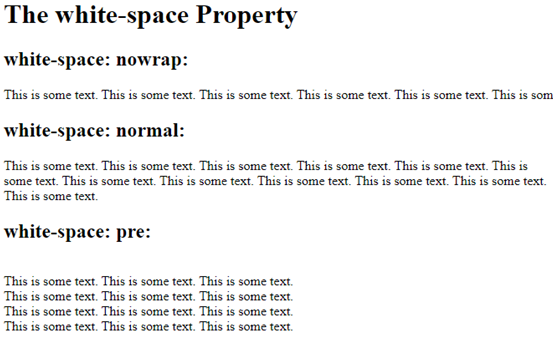 The white-space Property
white-space: nowrap:
This is some text. This is some text. This is some text. This is some text. This is some text. This is som
white-space: normal:
This is some text. This is some text. This is some text. This is some text. This is some text. This is
some text. This is some text. This is some text. This is some text. This is some text. This is some text.
This is some text.
white-space: pre:
This is some text. This is some text. This is some text.
This is some text. This is some text. This is some text.
This is some text. This is some text. This is some text.
This is some text. This is some text. This is some text.